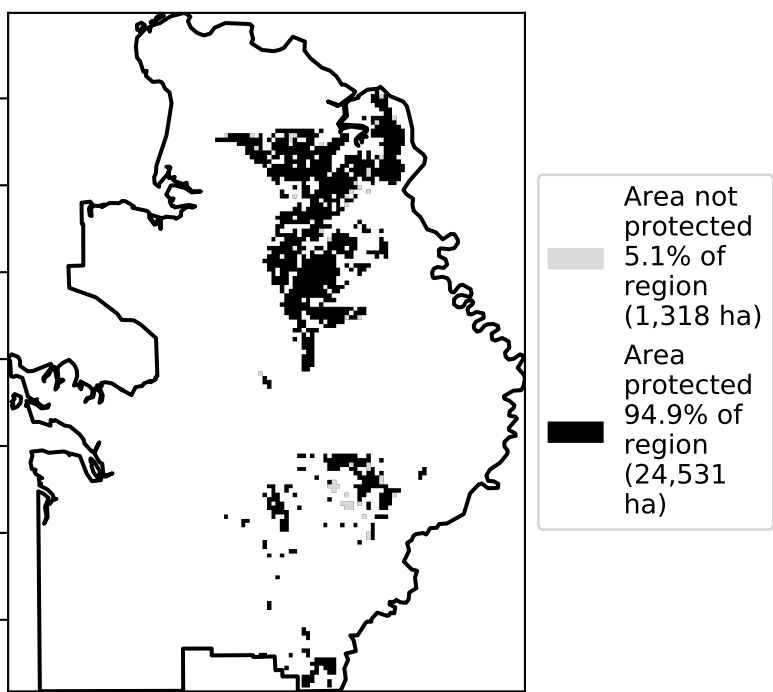 Area not
protected
5.1% of
region
(1,318 ha)
Area
protected
94.9% of
region
(24,531
ha)